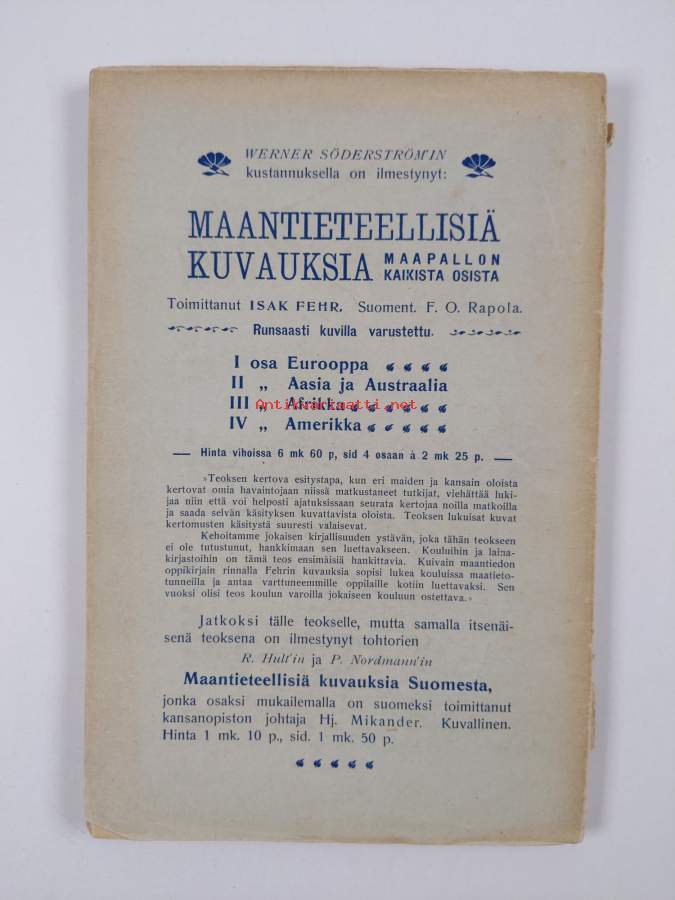 WERNER SÖDERSTRÖM'IN
kustannuksella on ilmestynyt:
MAANTIETEELLISIÄ
KUVAUKSIA MAAPALLON
KAIKISTA OSISTA
Toimittanut ISAK FEHR. Suoment. F. O. Rapola.
Runsaasti kuvilla varustettu.
I osa Eurooppa
II „ Aasia ja Austraalia
III „ Afrikka
Antikvariaatti.net
IV „ Amerikka
— Hinta vihoissa 6 mk 60 p, sid 4 osaan à 2 mk 25 p. —
»Teoksen kertova esitystapa, kun eri maiden ja kansain oloista
kertovat omia havaintojaan niissä matkustaneet tutkijat, viehättää luki-
jaa niin että voi helposti ajatuksissaan seurata kertojaa noilla matkoilla
ja saada selvän käsityksen kuvattavista oloista. Teoksen lukuisat kuvat
kertomusten käsitystä suuresti valaisevat.
Kehoitamme jokaisen kirjallisuuden ystävän, joka tähän teokseen
ei ole tutustunut, hankkimaan sen luettavakseen. Kouluihin ja laina-
kirjastoihin on tämä teos ensimäisiä hankittavia. Kuivain maantiedon
oppikirjain rinnalla Fehrin kuvauksia sopisi lukea kouluissa maatieto-
tunneilla ja antaa varttuneemmille oppilaille kotiin luettavaksi. Sen
vuoksi olisi teos koulun varoilla jokaiseen kouluun ostettava.»
Jatkoksi tälle teokselle, mutta samalla itsenäi-
senä teoksena on ilmestynyt tohtorien
R. Hult'in ja P. Nordmann'in
Maantieteellisiä kuvauksia Suomesta,
jonka osaksi mukailemalla on suomeksi toimittanut
kansanopiston johtaja Hj. Mikander. Kuvallinen.
Hinta 1 mk. 10 p., sid. 1 mk. 50 p.